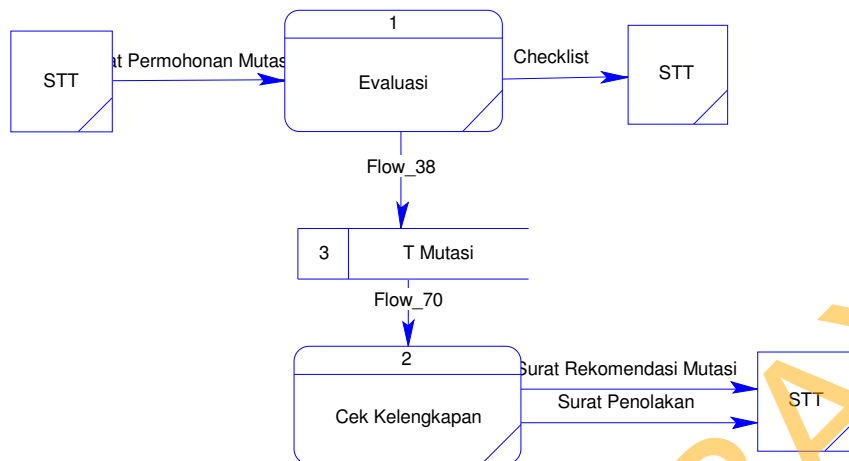 1
STT
at Permohonan Mutas
Evaluasi
Checklist
STT
Flow_38
3
T Mutasi
Flow_70
2
Cek Kelengkapan
Surat Rekomendasi Mutasi
Surat Penolakan
STT